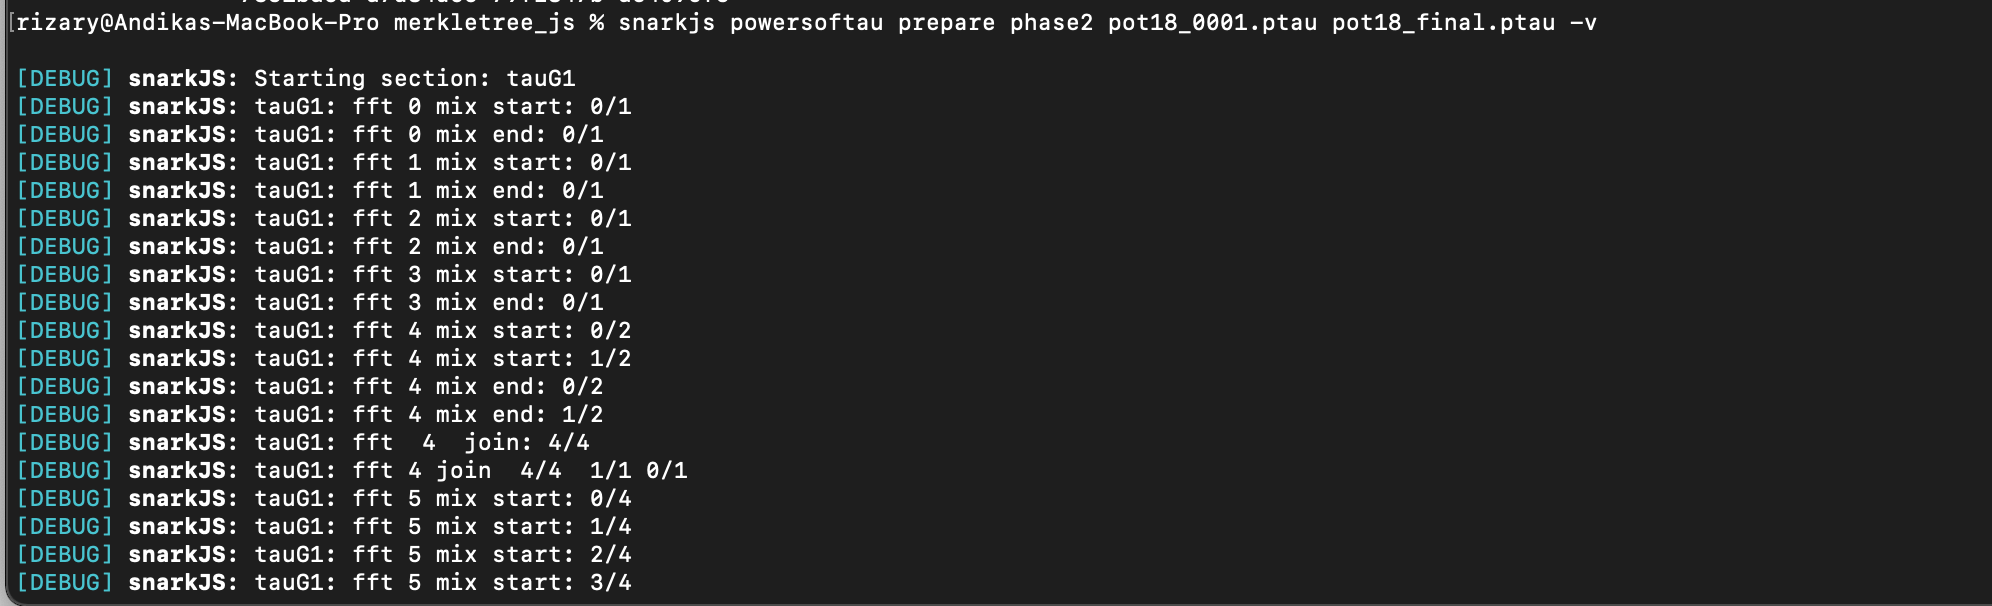 [rizary@Andikas-MacBook-Pro merkletree_js % snarkjs powersoftau prepare phase2 pot18_0001.ptau pot18_final.ptau -v
[DEBUG] snarkJS: Starting section: tauG1
[DEBUG] snarkJS: tauG1: fft 0 mix start: 0/1
[DEBUG] snarkJS: tauG1: fft 0 mix end: 0/1
[DEBUG] snarkJS: tauG1: fft 1 mix start: 0/1
[DEBUG] snarkJS: tauG1: fft 1 mix end: 0/1
[DEBUG] snarkJS: tauG1: fft 2 mix start: 0/1
[DEBUG] snarkJS: tauG1: fft 2 mix end: 0/1
[DEBUG] snarkJS: tauG1: fft 3 mix start: 0/1
[DEBUG] snarkJS: tauG1: fft 3 mix end: 0/1
[DEBUG] snarkJS: tauG1: fft 4 mix start: 0/2
[DEBUG] snarkJS: tauG1: fft 4 mix start: 1/2
[DEBUG] snarkJS: tauG1: fft 4 mix end: 0/2
[DEBUG] snarkJS: tauG1: fft 4 mix end: 1/2
[DEBUG] snarkJS: tauG1: fft  4  join: 4/4
[DEBUG] snarkJS: tauG1: fft 4 join  4/4  1/1 0/1
[DEBUG] snarkJS: tauG1: fft 5 mix start: 0/4
[DEBUG] snarkJS: tauG1: fft 5 mix start: 1/4
[DEBUG] snarkJS: tauG1: fft 5 mix start: 2/4
[DEBUG] snarkJS: tauG1: fft 5 mix start: 3/4